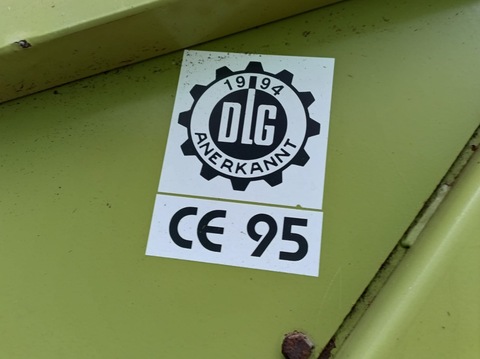 1994
DLG
ANERKANNT
CE 95